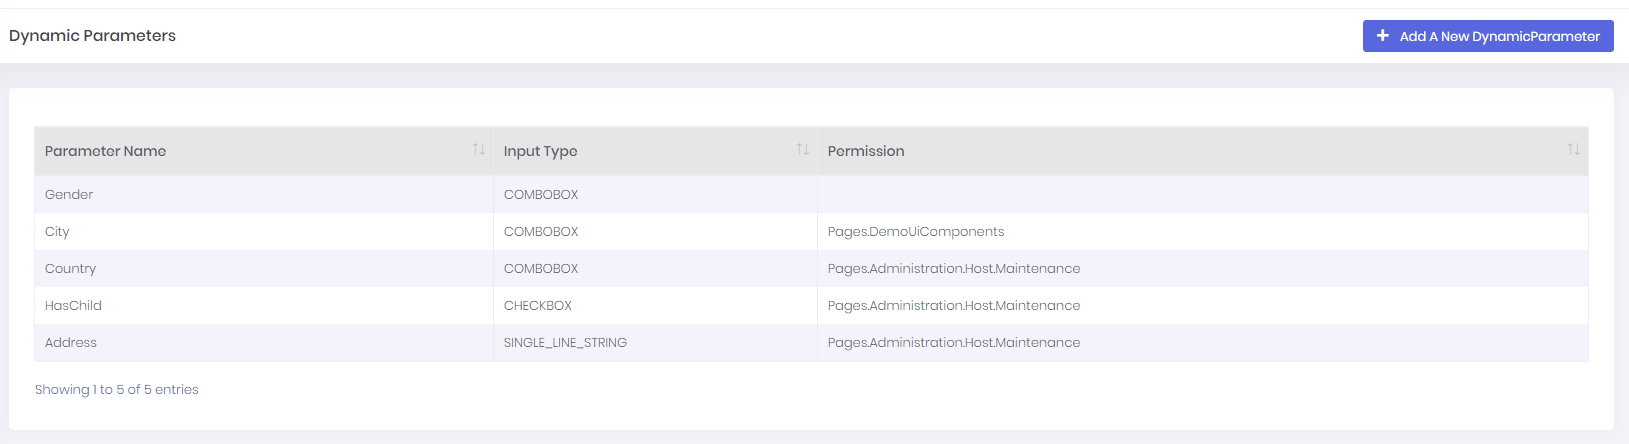 Dynamic Parameters
Add A New DynamicParameter
Parameter Name Input Type Permission
Gender COMBOBOX
City COMBOBOX Pages.DemoUiComponents
Country COMBOBOX Pages.Administration.Host.Maintenance
HasChild CHECKBOX Pages.Administration.Host.Maintenance
Address SINGLE_LINE_STRING Pages.Administration.Host.Maintenance
Showing 1 to 5 of 5 entries